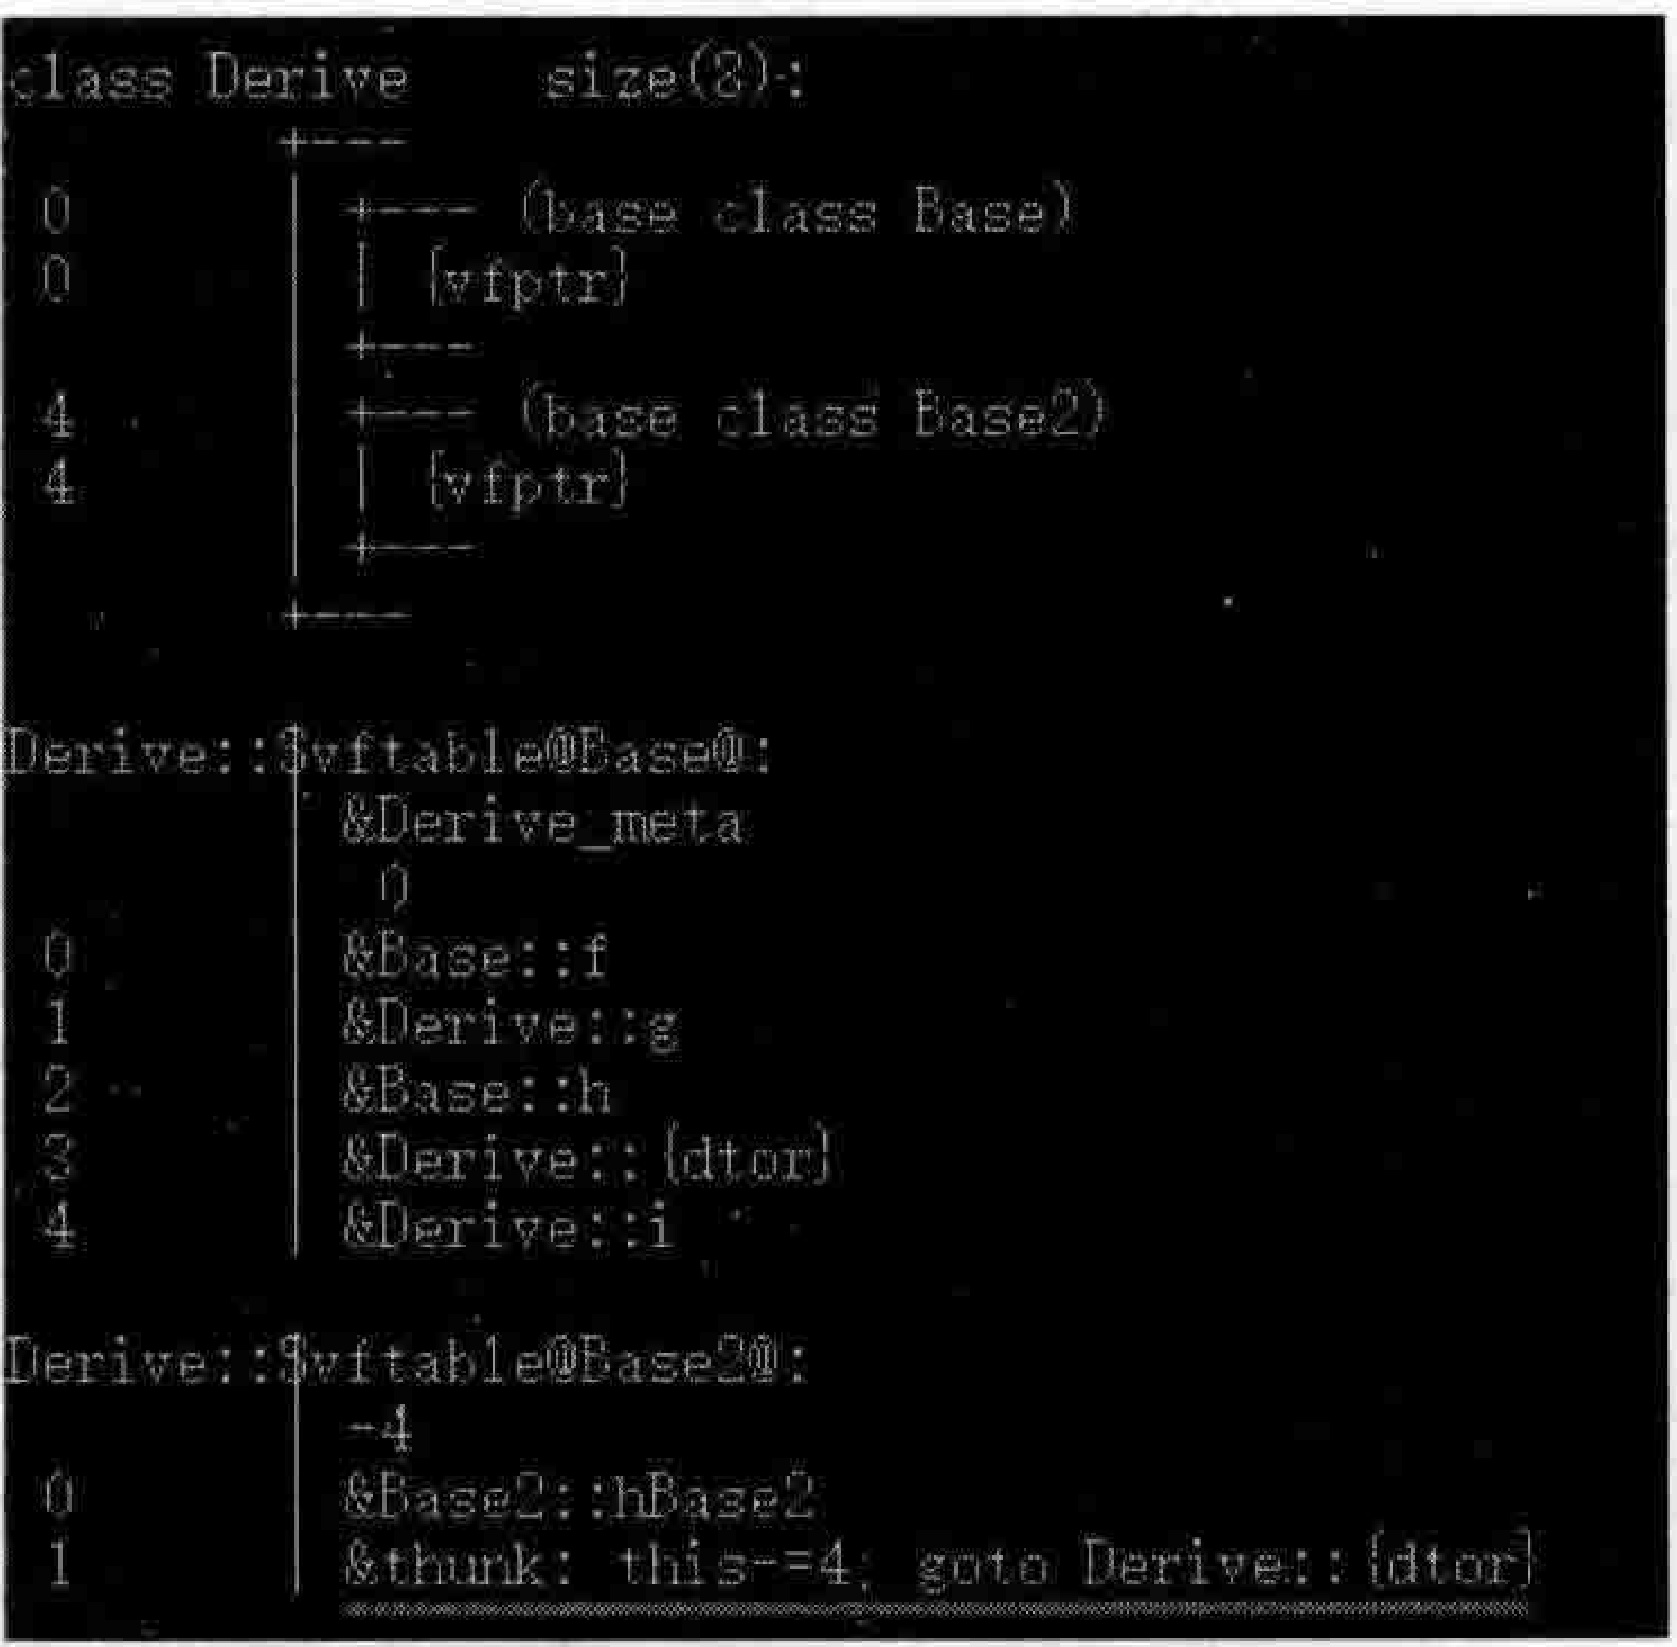 class Derive    size(8):
        +----
0       |   +---- (base class Base)
0       |   |  {vfptr}
        |   +----
4       |   +---- (base class Base2)
4       |   |  {vfptr}
        |   +----
        +----
Derive::$vftable@Base@:
        |  &Derive_meta
        |   0
0       |  &Base::f
1       |  &Derive::g
2       |  &Base::h
3       |  &Derive::{dtor}
4       |  &Derive::i
Derive::$vftable@Base2@:
        |  -4
0       |  &Base2::hBase2
1       |  &thunk: this-=4; goto Derive::{dtor}